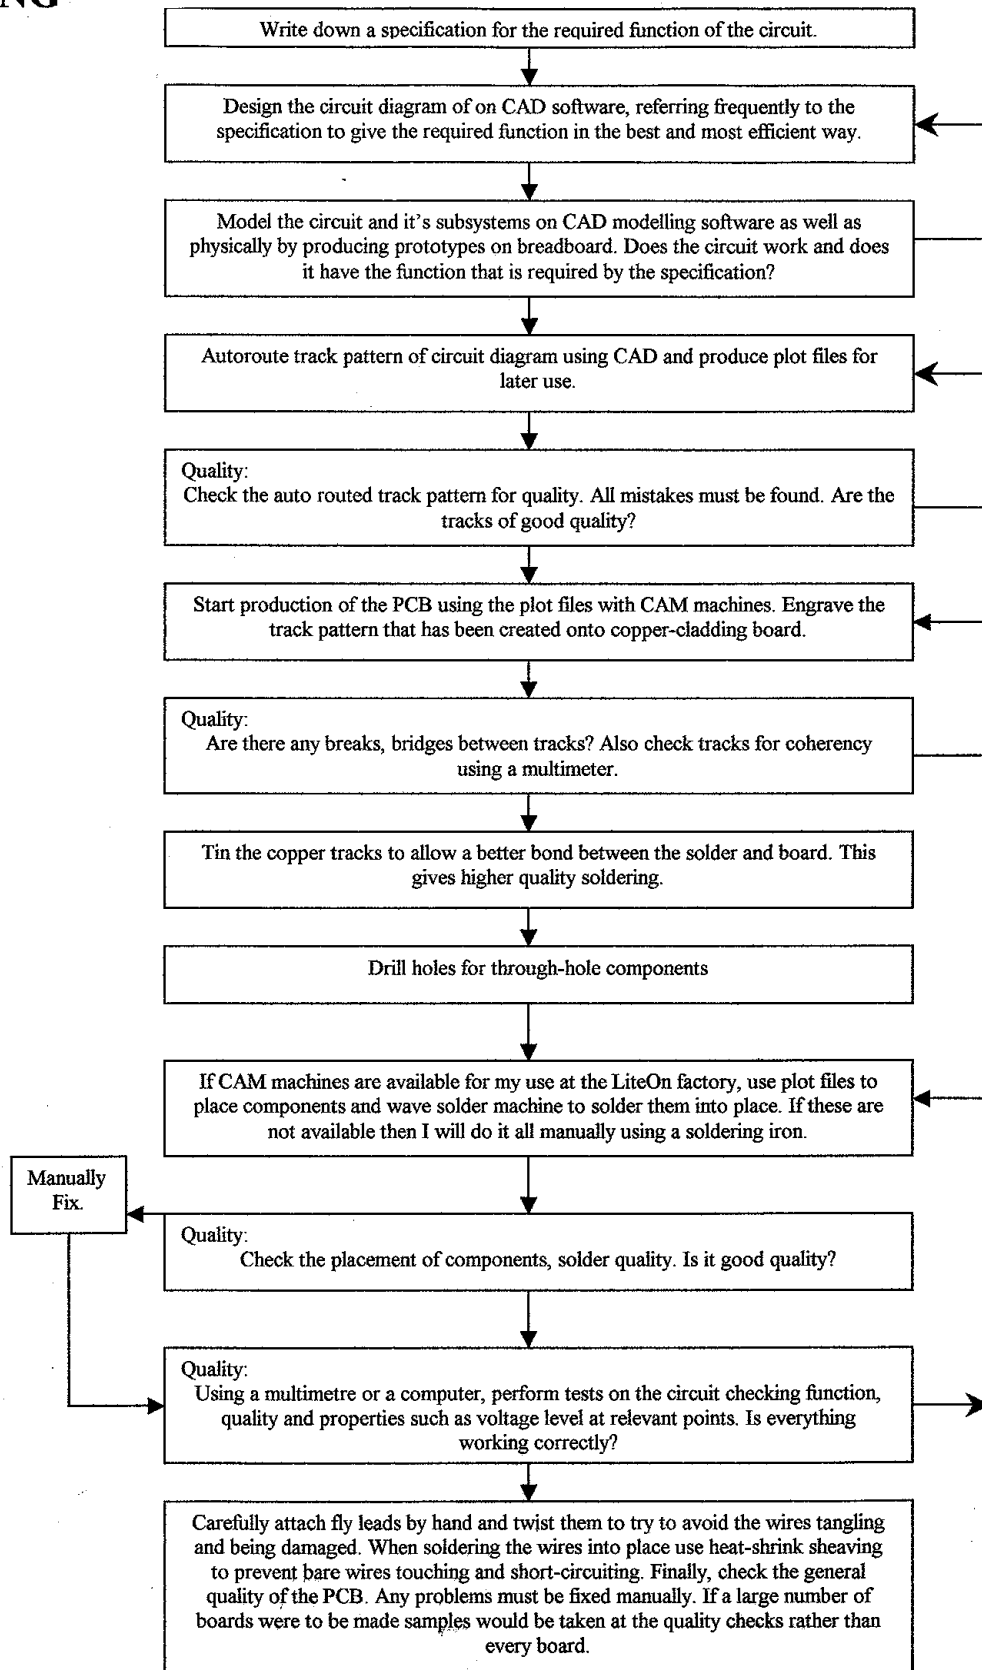 Write down a specification for the required function of the circuit.
Design the circuit diagram of on CAD software, referring frequently to the
specification to give the required function in the best and most efficient way.
Model the circuit and it's subsystems on CAD modelling software as well as
physically by producing prototypes on breadboard. Does the circuit work and does
it have the function that is required by the specification?
Autoroute track pattern of circuit diagram using CAD and produce plot files for
later use.
Quality:
Check the auto routed track pattern for quality. All mistakes must be found. Are the
tracks of good quality?
Start production of the PCB using the plot files with CAM machines. Engrave the
track pattern that has been created onto copper-cladding board.
Quality:
Are there any breaks, bridges between tracks? Also check tracks for coherency
using a multimeter.
Tin the copper tracks to allow a better bond between the solder and board. This
gives higher quality soldering.
Drill holes for through-hole components
If CAM machines are available for my use at the LiteOn factory, use plot files to
place components and wave solder machine to solder them into place. If these are
not available then I will do it all manually using a soldering iron.
Manually
Fix.
Quality:
Check the placement of components, solder quality. Is it good quality?
Quality:
Using a multimetre or a computer, perform tests on the circuit checking function,
quality and properties such as voltage level at relevant points. Is everything
working correctly?
Carefully attach fly leads by hand and twist them to try to avoid the wires tangling
and being damaged. When soldering the wires into place use heat-shrink sheaving
to prevent bare wires touching and short-circuiting. Finally, check the general
quality of the PCB. Any problems must be fixed manually. If a large number of
boards were to be made samples would be taken at the quality checks rather than
every board.